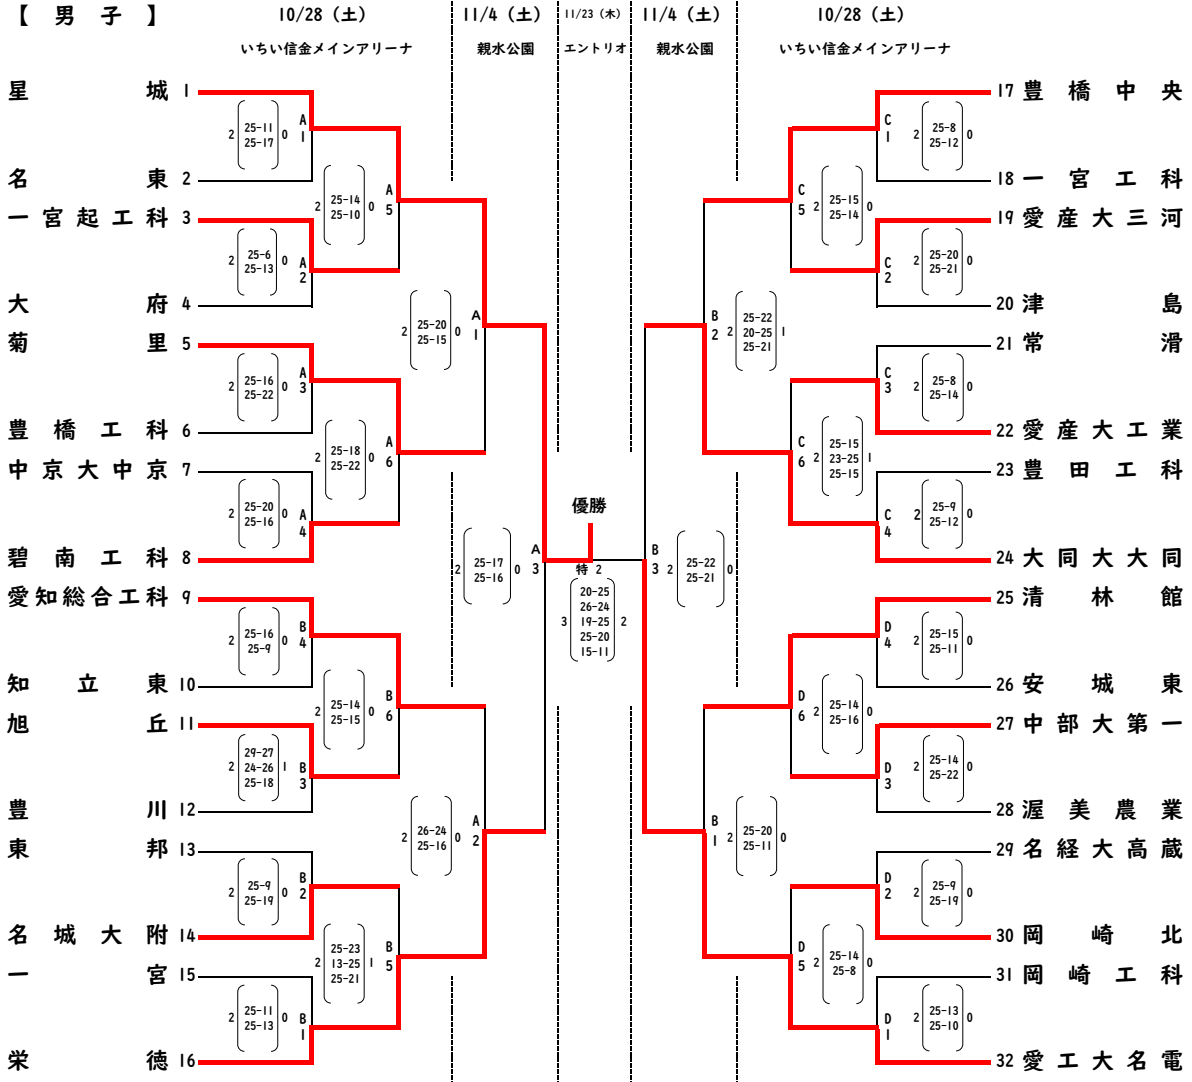 【 男 子 】
10/28（土）
11/4（土）
11/23（木）
11/4（土）
10/28（土）
いちい信金メインアリーナ
親水公園
エントリオ
親水公園
いちい信金メインアリーナ
星城 1
2 25-11 0
25-17
A
1
名東 2
2 25-14 0
25-10
A
5
一宮起工科 3
2 25-6 0
25-13
A
2
大府 4
2 25-20 0
25-15
A
1
菊里 5
2 25-16 0
25-22
A
3
豊橋工科 6
2 25-18 0
25-22
A
6
中京大中京 7
2 25-20 0
25-16
A
4
碧南工科 8
2 25-17 0
25-16
A
3
愛知総合工科 9
2 25-16 0
25-9
B
4
知立東 10
2 25-14 0
25-15
B
6
旭丘 11
29-27
2 24-26 1
25-18
B
3
豊川 12
2 26-24 0
25-16
A
2
東邦 13
2 25-9 0
25-19
B
2
名城大附 14
25-23
2 13-25 1
25-21
B
5
一宮 15
2 25-11 0
25-13
B
1
栄徳 16
優勝
特 2
20-25
26-24
3 19-25 2
25-20
15-11
17 豊橋中央
C
1
2 25-8 0
25-12
18 一宮工科
C
5
2 25-15 0
25-14
19 愛産大三河
C
2
2 25-20 0
25-21
20 津島
B
2
25-22
2 20-25 1
25-21
21 常滑
C
3
2 25-8 0
25-14
22 愛産大工業
C
6
25-15
2 23-25 1
25-15
23 豊田工科
C
4
2 25-9 0
25-12
24 大同大大同
B
3
2 25-22 0
25-21
25 清林館
D
4
2 25-15 0
25-11
26 安城東
D
6
2 25-14 0
25-16
27 中部大第一
D
3
2 25-14 0
25-22
28 渥美農業
B
1
2 25-20 0
25-11
29 名経大高蔵
D
2
2 25-9 0
25-19
30 岡崎北
D
5
2 25-14 0
25-8
31 岡崎工科
D
1
2 25-13 0
25-10
32 愛工大名電